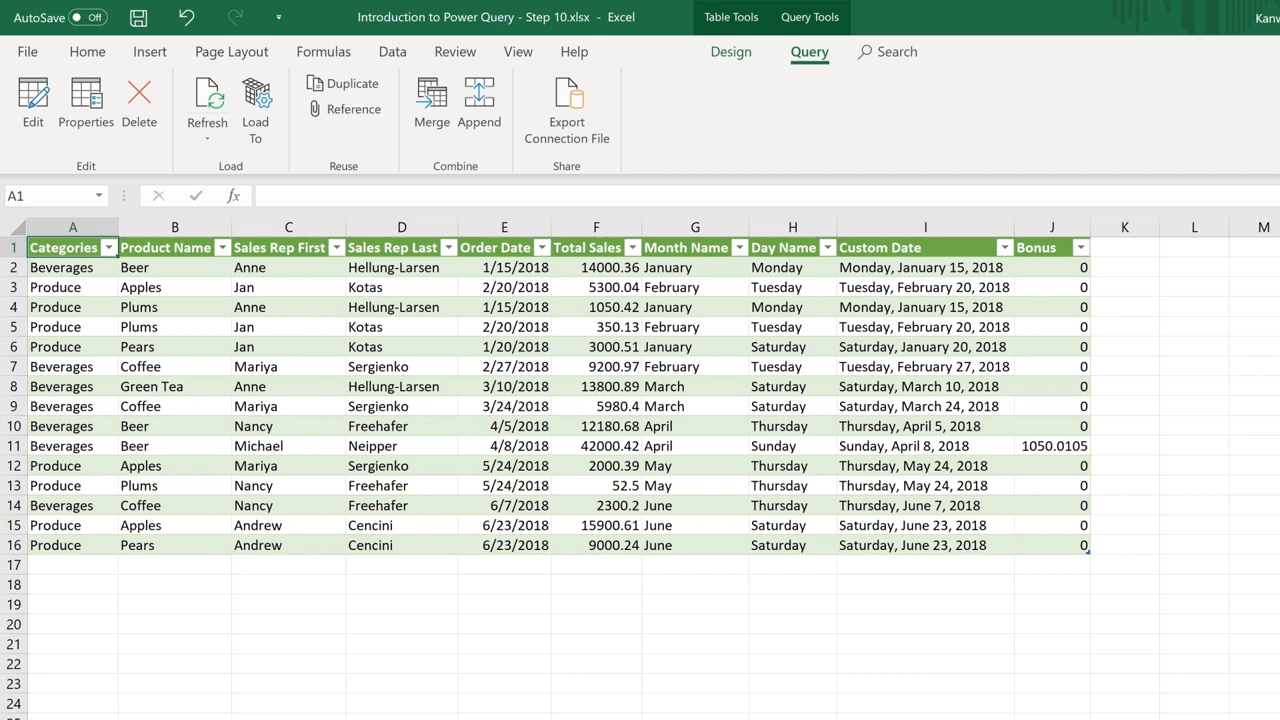 AutoSave Off Introduction to Power Query - Step 10.xlsx - Excel Table Tools Query Tools
File Home Insert Page Layout Formulas Data Review View Help Design Query Search
Edit Properties Delete Refresh Load To Duplicate Reference Merge Append Export Connection File
Edit Load Reuse Combine Share
A1 fx
A B C D E F G H I J K L M
1 Categories Product Name Sales Rep First Sales Rep Last Order Date Total Sales Month Name Day Name Custom Date Bonus
2 Beverages Beer Anne Hellung-Larsen 1/15/2018 14000.36 January Monday Monday, January 15, 2018 0
3 Produce Apples Jan Kotas 2/20/2018 5300.04 February Tuesday Tuesday, February 20, 2018 0
4 Produce Plums Anne Hellung-Larsen 1/15/2018 1050.42 January Monday Monday, January 15, 2018 0
5 Produce Plums Jan Kotas 2/20/2018 350.13 February Tuesday Tuesday, February 20, 2018 0
6 Produce Pears Jan Kotas 1/20/2018 3000.51 January Saturday Saturday, January 20, 2018 0
7 Beverages Coffee Mariya Sergienko 2/27/2018 9200.97 February Tuesday Tuesday, February 27, 2018 0
8 Beverages Green Tea Anne Hellung-Larsen 3/10/2018 13800.89 March Saturday Saturday, March 10, 2018 0
9 Beverages Coffee Mariya Sergienko 3/24/2018 5980.4 March Saturday Saturday, March 24, 2018 0
10 Beverages Beer Nancy Freehafer 4/5/2018 12180.68 April Thursday Thursday, April 5, 2018 0
11 Beverages Beer Michael Neipper 4/8/2018 42000.42 April Sunday Sunday, April 8, 2018 1050.0105
12 Produce Apples Mariya Sergienko 5/24/2018 2000.39 May Thursday Thursday, May 24, 2018 0
13 Produce Plums Nancy Freehafer 5/24/2018 52.5 May Thursday Thursday, May 24, 2018 0
14 Beverages Coffee Nancy Freehafer 6/7/2018 2300.2 June Thursday Thursday, June 7, 2018 0
15 Produce Apples Andrew Cencini 6/23/2018 15900.61 June Saturday Saturday, June 23, 2018 0
16 Produce Pears Andrew Cencini 6/23/2018 9000.24 June Saturday Saturday, June 23, 2018 0
17
18
19
20
21
22
23
24